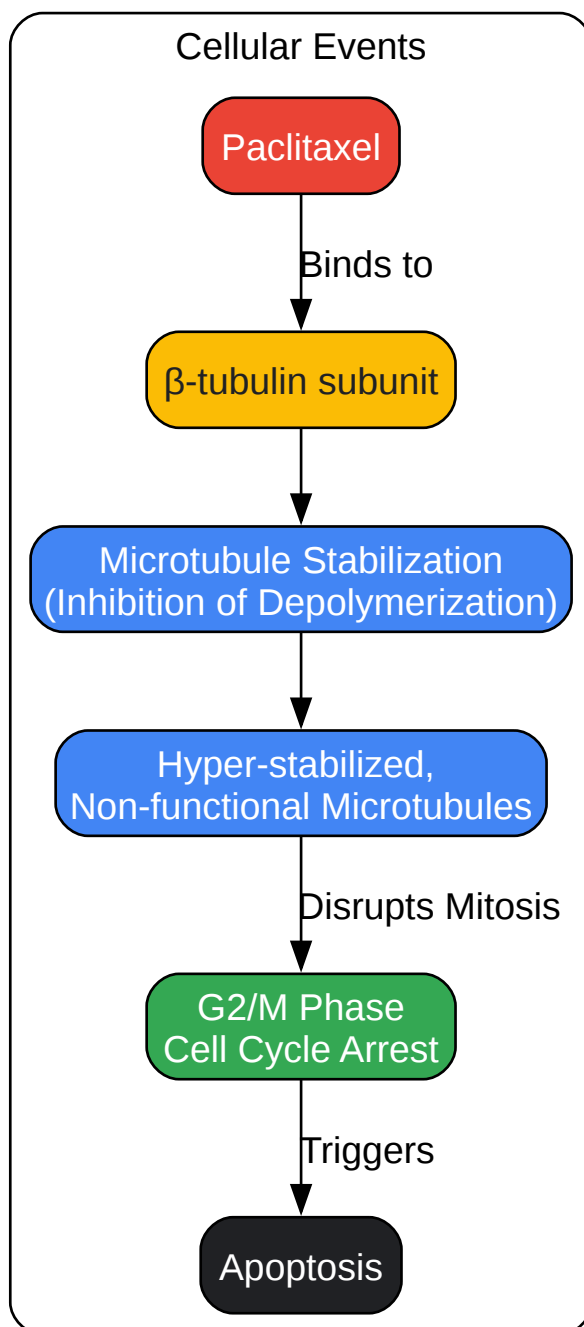 Cellular Events
Paclitaxel
Binds to
β-tubulin subunit
Microtubule Stabilization
(Inhibition of Depolymerization)
Hyper-stabilized,
Non-functional Microtubules
Disrupts Mitosis
G2/M Phase
Cell Cycle Arrest
Triggers
Apoptosis